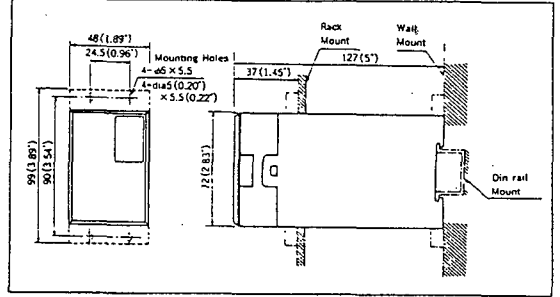 48 (1.89")
24.5 (0.96")
Mounting Holes
4-ø5 × 5.5
4-dia5 (0.20")
× 5.5 (0.22")
99 (3.89")
90 (3.54")
Rack
Mount
Wall
Mount
127 (5")
37 (1.45")
72 (2.83")
Din rail
Mount